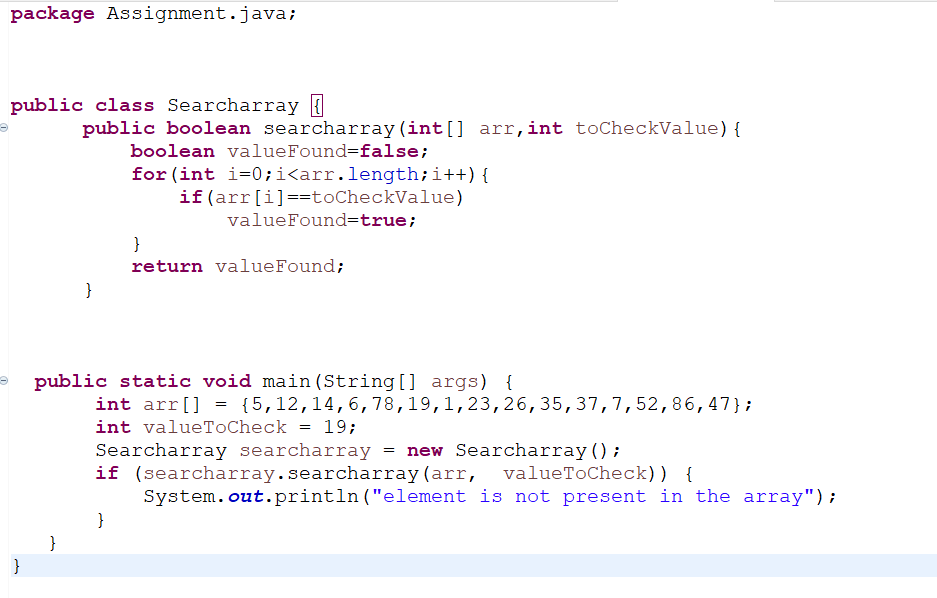 package Assignment.java;
public class Searcharray {
public boolean searcharray(int[] arr,int toCheckValue){
boolean valueFound=false;
for(int i=0;i<arr.length;i++){
if(arr[i]==toCheckValue)
valueFound=true;
}
return valueFound;
}
public static void main(String[] args) {
int arr[] = {5,12,14,6,78,19,1,23,26,35,37,7,52,86,47};
int valueToCheck = 19;
Searcharray searcharray = new Searcharray();
if (searcharray.searcharray(arr,  valueToCheck)) {
System.out.println("element is not present in the array");
}
}
}